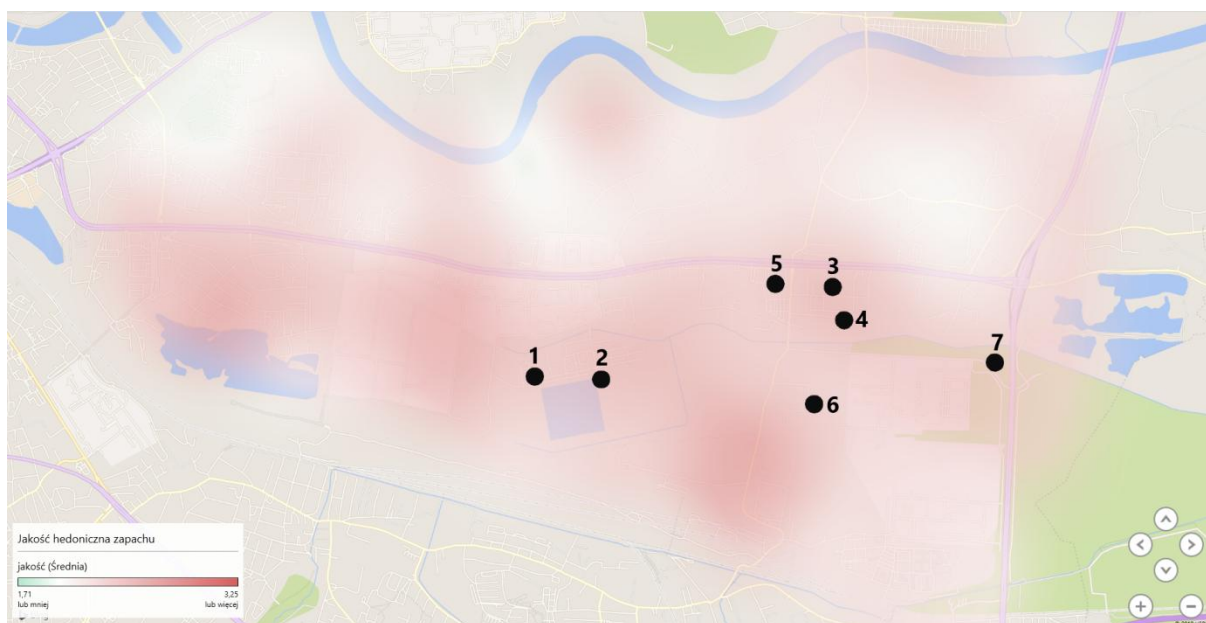 5
3
4
1
2
7
6
Jakość hedoniczna zapachu
jakość (Średnia)
1,71
3,25
lub mniej
lub więcej